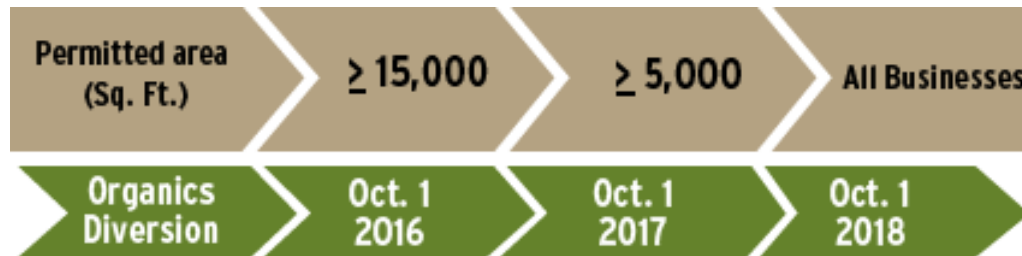 Permitted area
(Sq. Ft.)
≥ 15,000
≥ 5,000
All Businesses
Organics
Diversion
Oct. 1
2016
Oct. 1
2017
Oct. 1
2018